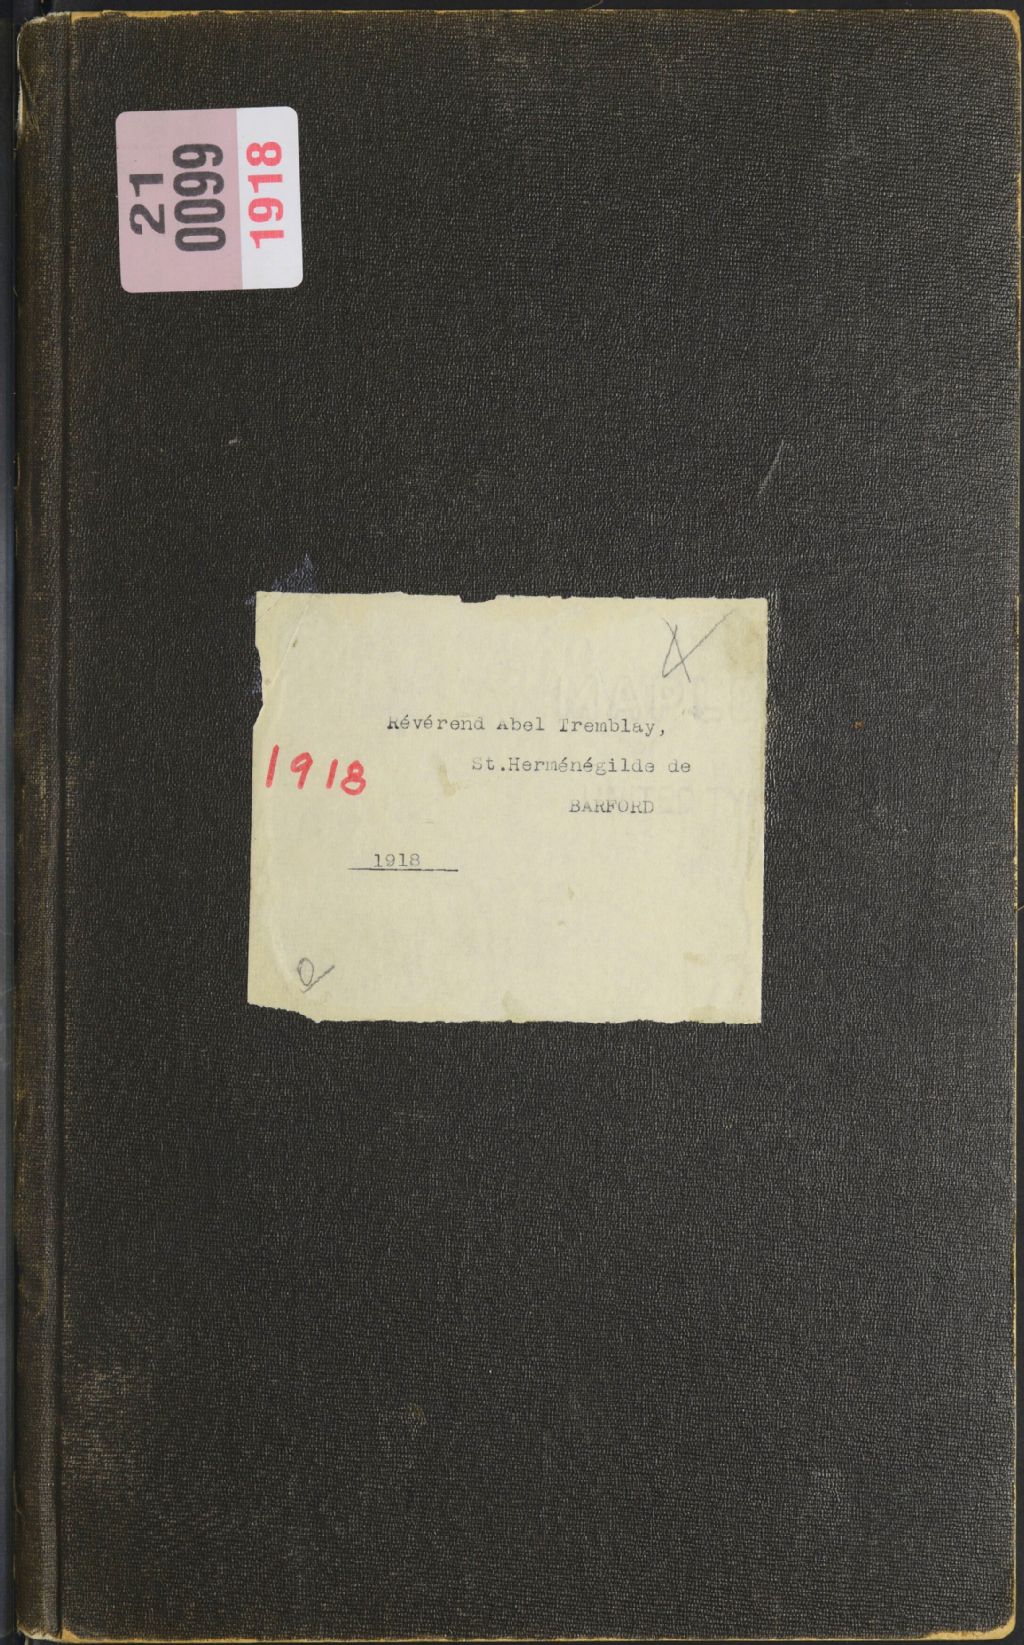 21
0099
1918
Révérend Abel Tremblay,
1918
St.Herménégilde de
BARFORD
1918